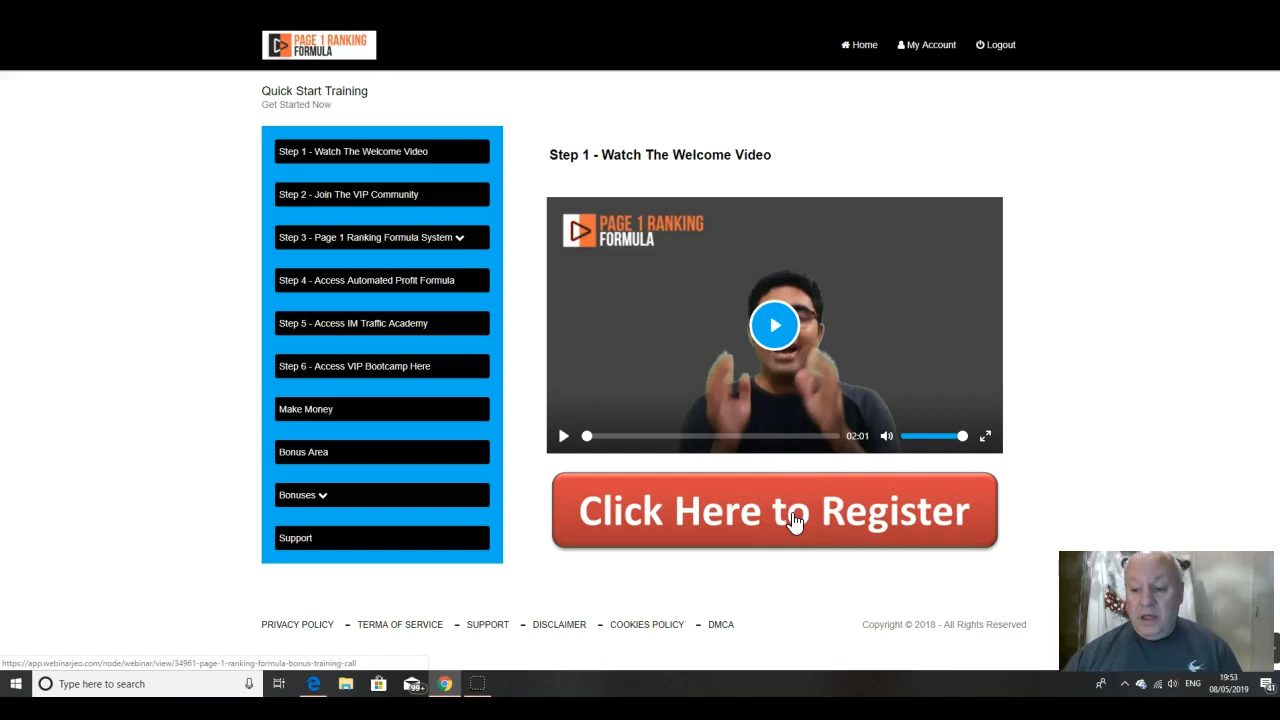 PAGE 1 RANKING
FORMULA
Home
My Account
Logout
Quick Start Training
Get Started Now
Step 1 - Watch The Welcome Video
Step 2 - Join The VIP Community
Step 3 - Page 1 Ranking Formula System
Step 4 - Access Automated Profit Formula
Step 5 - Access IM Traffic Academy
Step 6 - Access VIP Bootcamp Here
Make Money
Bonus Area
Bonuses
Support
Step 1 - Watch The Welcome Video
PAGE 1 RANKING
FORMULA
02:01
Click Here to Register
PRIVACY POLICY - TERM OF SERVICE - SUPPORT - DISCLAIMER - COOKIES POLICY - DMCA
Copyright © 2018 - All Rights Reserved
https://app.webinarjeo.com/node/webinar/view/34961-page-1-ranking-formula-bonus-training-call
Type here to search
99+
ENG
19:53
08/05/2019
41